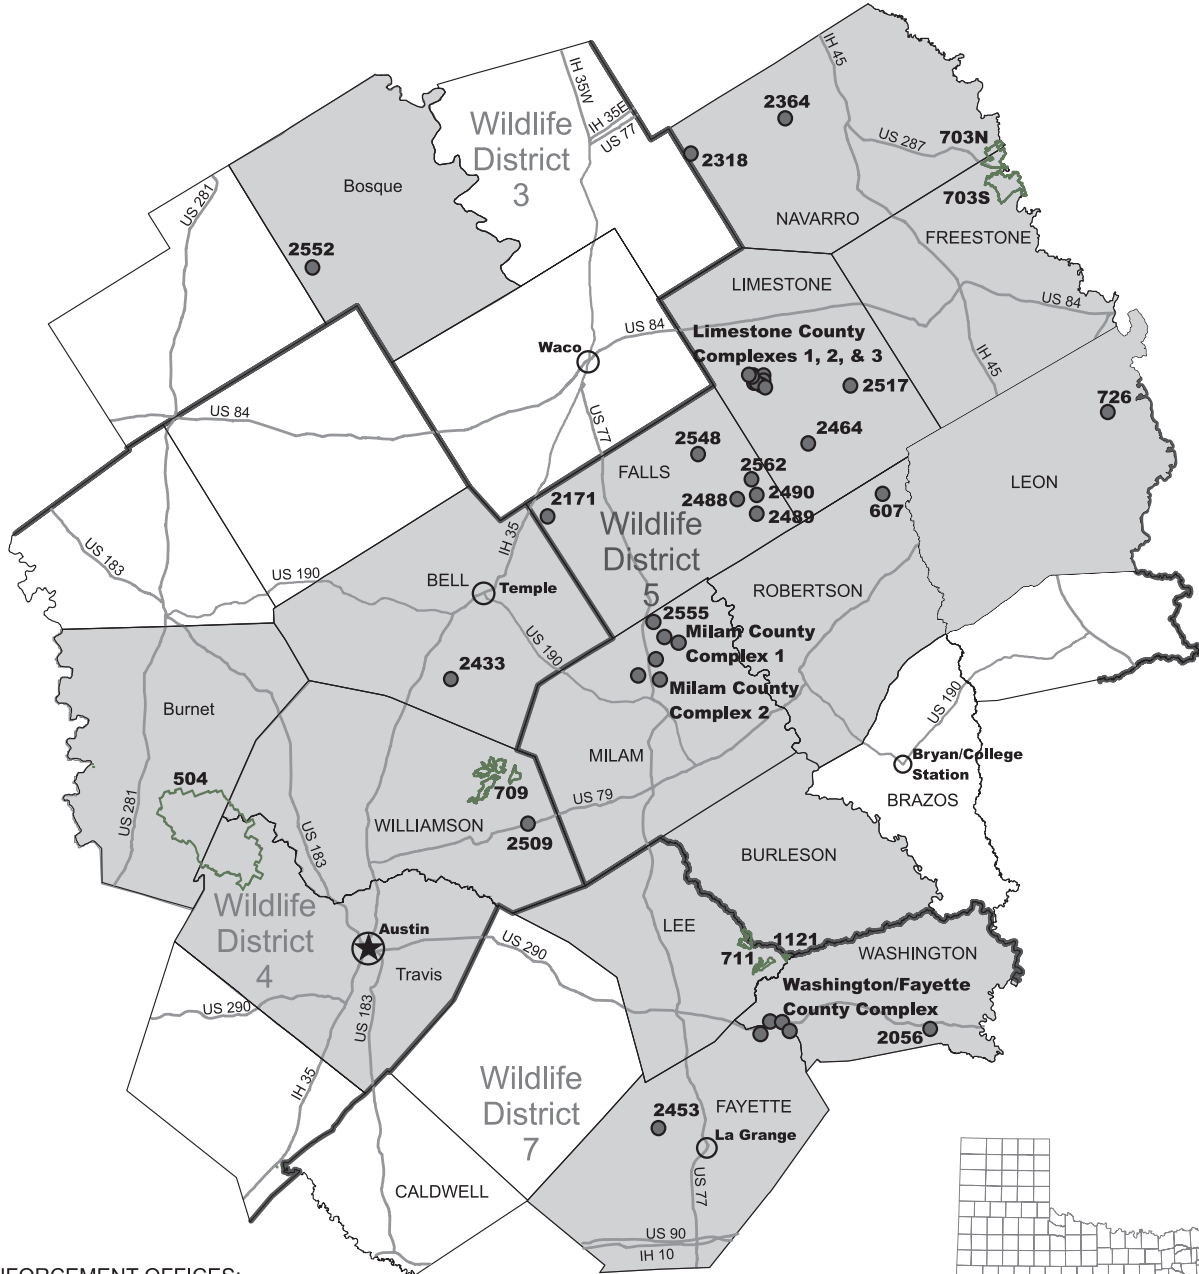 IH 45
IH 35W
2364
Wildlife
District
3
IH 35E
US 77
US 287
703N
2318
Bosque
US 281
703S
NAVARRO
FREESTONE
2552
LIMESTONE
US 84
US 84
Limestone County
Complexes 1, 2, & 3
Waco
IH 45
2517
726
US 84
US 77
2464
2548
2562
FALLS
LEON
2171
2488
2490
2489
607
Wildlife
District
5
IH 35
US 183
US 190
BELL
Temple
ROBERTSON
2555
Milam County
Complex 1
US 190
2433
Milam County
Complex 2
US 190
Burnet
MILAM
Bryan/College
Station
504
709
BRAZOS
US 281
US 79
WILLIAMSON
2509
US 183
BURLESON
Wildlife
District
4
LEE
Austin
US 290
711
1121
WASHINGTON
Travis
Washington/Fayette
County Complex
US 290
US 183
2056
IH 35
Wildlife
District
7
2453
FAYETTE
La Grange
CALDWELL
US 77
US 90
IH 10